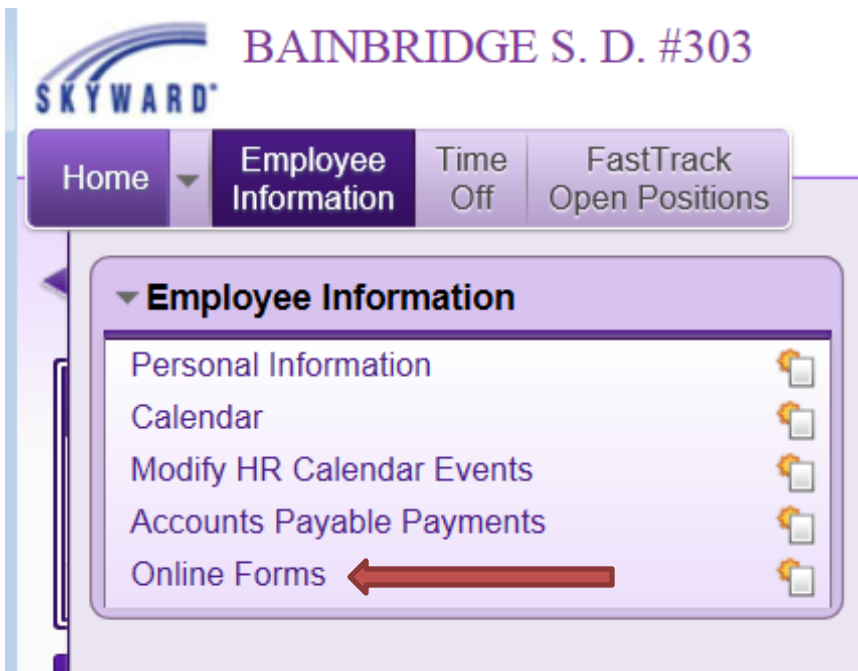 BAINBRIDGE S. D. #303
SKYWARD
Home
Employee
Information
Time
Off
FastTrack
Open Positions
Employee Information
Personal Information
Calendar
Modify HR Calendar Events
Accounts Payable Payments
Online Forms